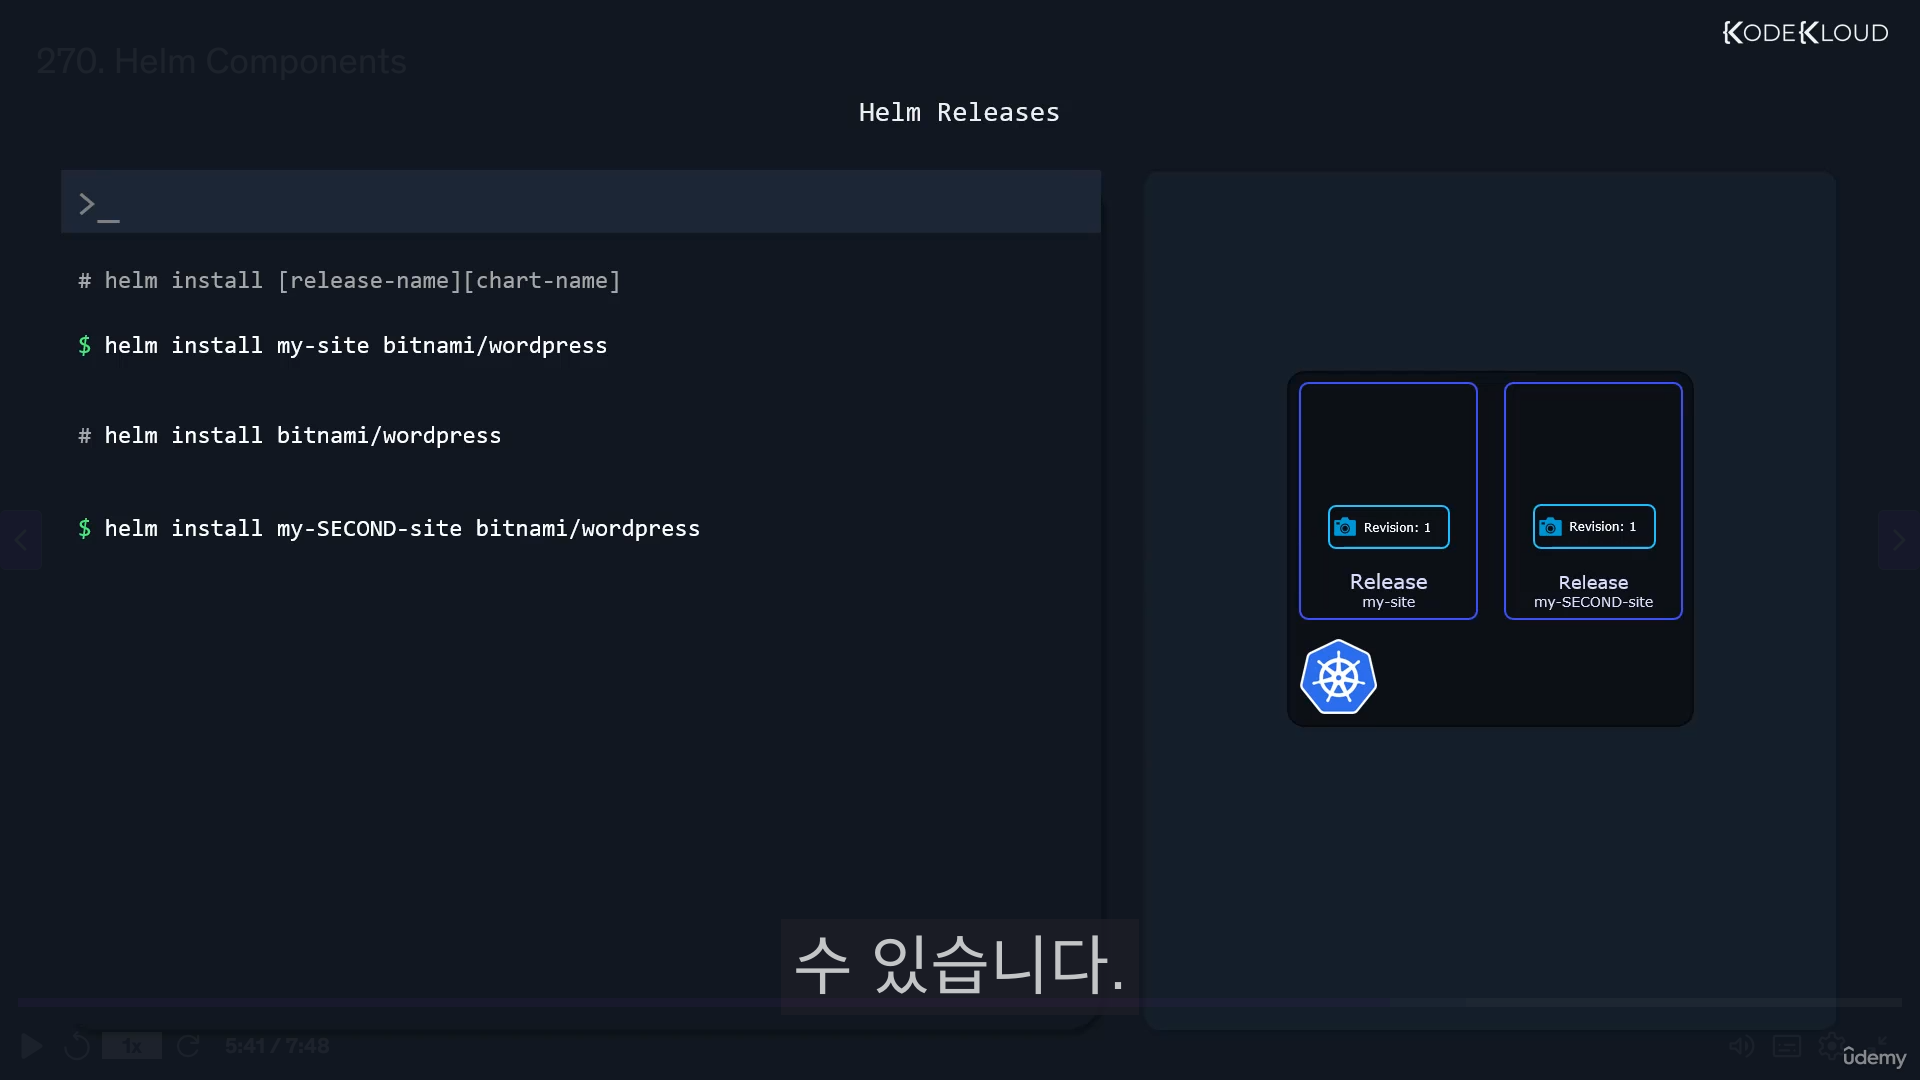 KODEKLOUD
270. Helm Components
Helm Releases
>_
# helm install [release-name][chart-name]
$ helm install my-site bitnami/wordpress
# helm install bitnami/wordpress
$ helm install my-SECOND-site bitnami/wordpress
Revision: 1
Release
my-site
Revision: 1
Release
my-SECOND-site
수 있습니다.
1x
5:41 / 7:48
udemy